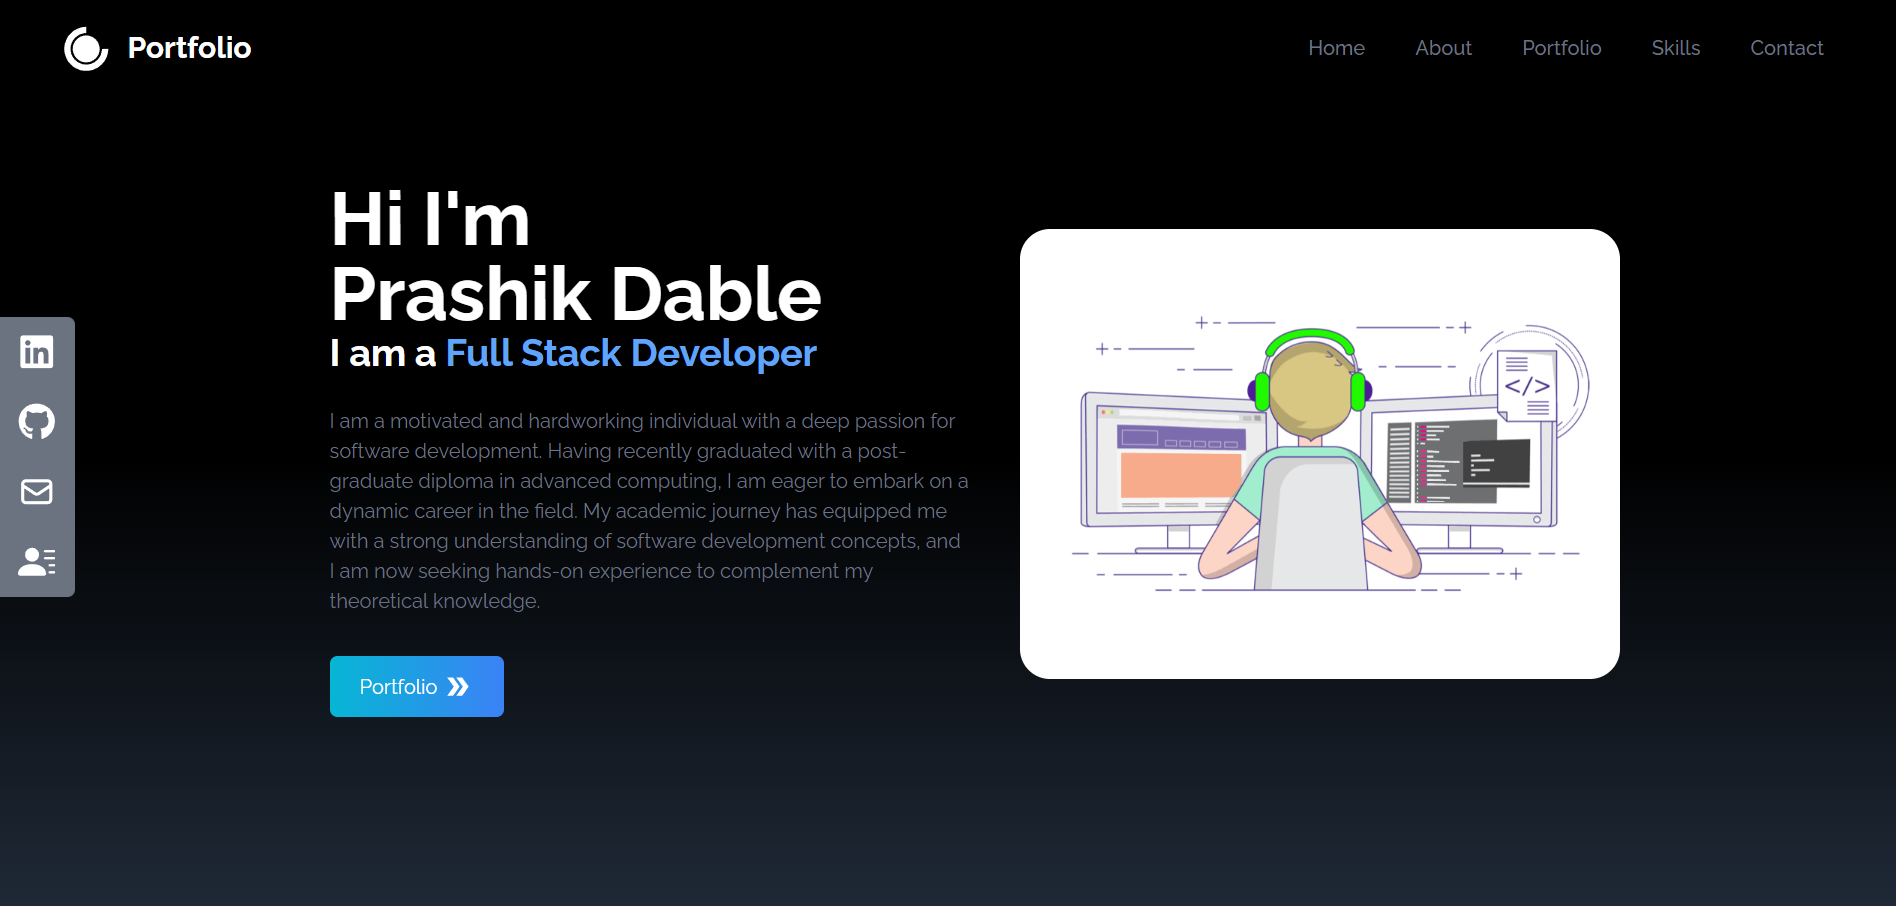 Portfolio
Home
About
Portfolio
Skills
Contact
Hi I'm
Prashik Dable
I am a Full Stack Developer
I am a motivated and hardworking individual with a deep passion for
software development. Having recently graduated with a post-
graduate diploma in advanced computing, I am eager to embark on a
dynamic career in the field. My academic journey has equipped me
with a strong understanding of software development concepts, and
I am now seeking hands-on experience to complement my
theoretical knowledge.
Portfolio
in
</>